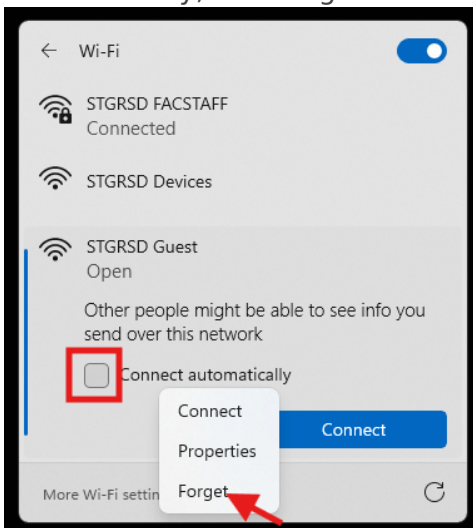 Wi-Fi
STGRSD FACSTAFF
Connected
STGRSD Devices
STGRSD Guest
Open
Other people might be able to see info you
send over this network
Connect automatically
Connect
Connect
Properties
Forget
More Wi-Fi settin